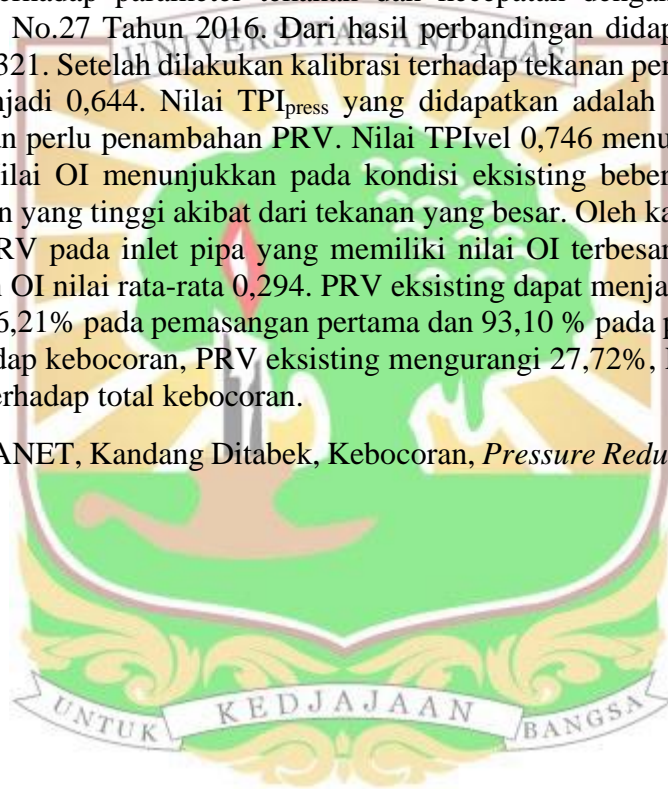 terhadap parameter tekanan dan kecepatan dengan
No.27 Tahun 2016. Dari hasil perbandingan didap
321. Setelah dilakukan kalibrasi terhadap tekanan per
njadi 0,644. Nilai TPIpress yang didapatkan adalah
an perlu penambahan PRV. Nilai TPIvel 0,746 menu
ilai OI menunjukkan pada kondisi eksisting beber
n yang tinggi akibat dari tekanan yang besar. Oleh ka
RV pada inlet pipa yang memiliki nilai OI terbesar
n OI nilai rata-rata 0,294. PRV eksisting dapat menja
6,21% pada pemasangan pertama dan 93,10 % pada p
dap kebocoran, PRV eksisting mengurangi 27,72%,
erhadap total kebocoran.
ANET, Kandang Ditabek, Kebocoran, Pressure Redu
UNIVERSITAS ANDALAS
UNTUK KEDJAJAAN BANGSA